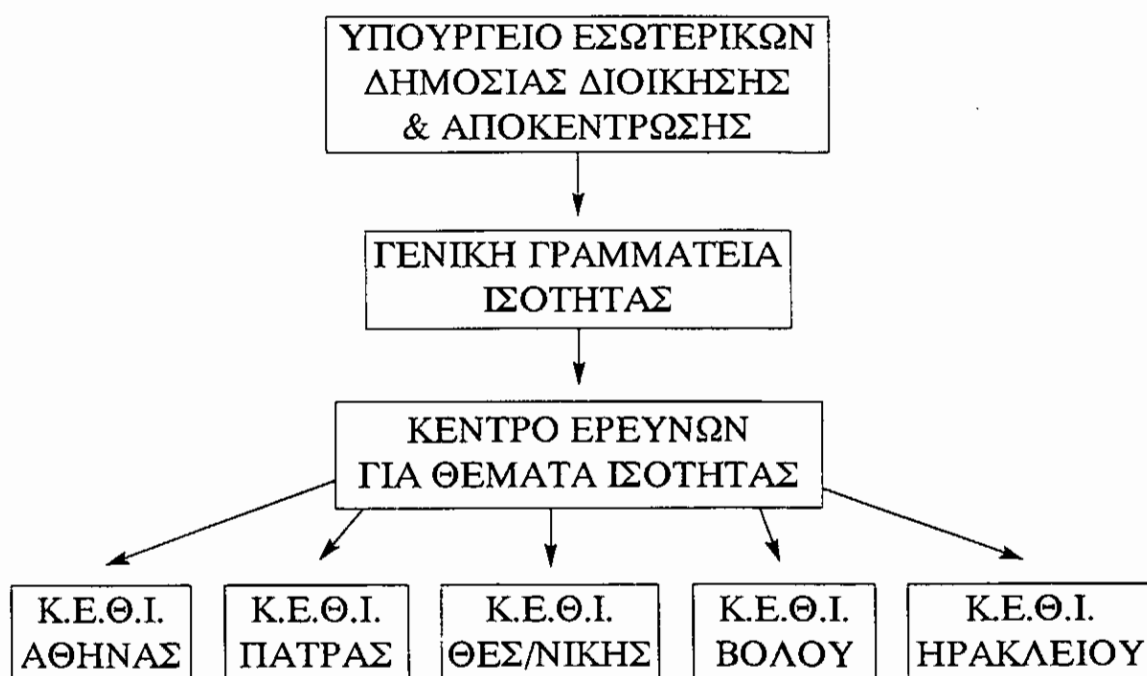 ΥΠΟΥΡΓΕΙΟ ΕΣΩΤΕΡΙΚΩΝ
ΔΗΜΟΣΙΑΣ ΔΙΟΙΚΗΣΗΣ
& ΑΠΟΚΕΝΤΡΩΣΗΣ
ΓΕΝΙΚΗ ΓΡΑΜΜΑΤΕΙΑ
ΙΣΟΤΗΤΑΣ
ΚΕΝΤΡΟ ΕΡΕΥΝΩΝ
ΓΙΑ ΘΕΜΑΤΑ ΙΣΟΤΗΤΑΣ
Κ.Ε.Θ.Ι.
ΑΘΗΝΑΣ
Κ.Ε.Θ.Ι.
ΠΑΤΡΑΣ
Κ.Ε.Θ.Ι.
ΘΕΣ/ΝΙΚΗΣ
Κ.Ε.Θ.Ι.
ΒΟΛΟΥ
Κ.Ε.Θ.Ι.
ΗΡΑΚΛΕΙΟΥ